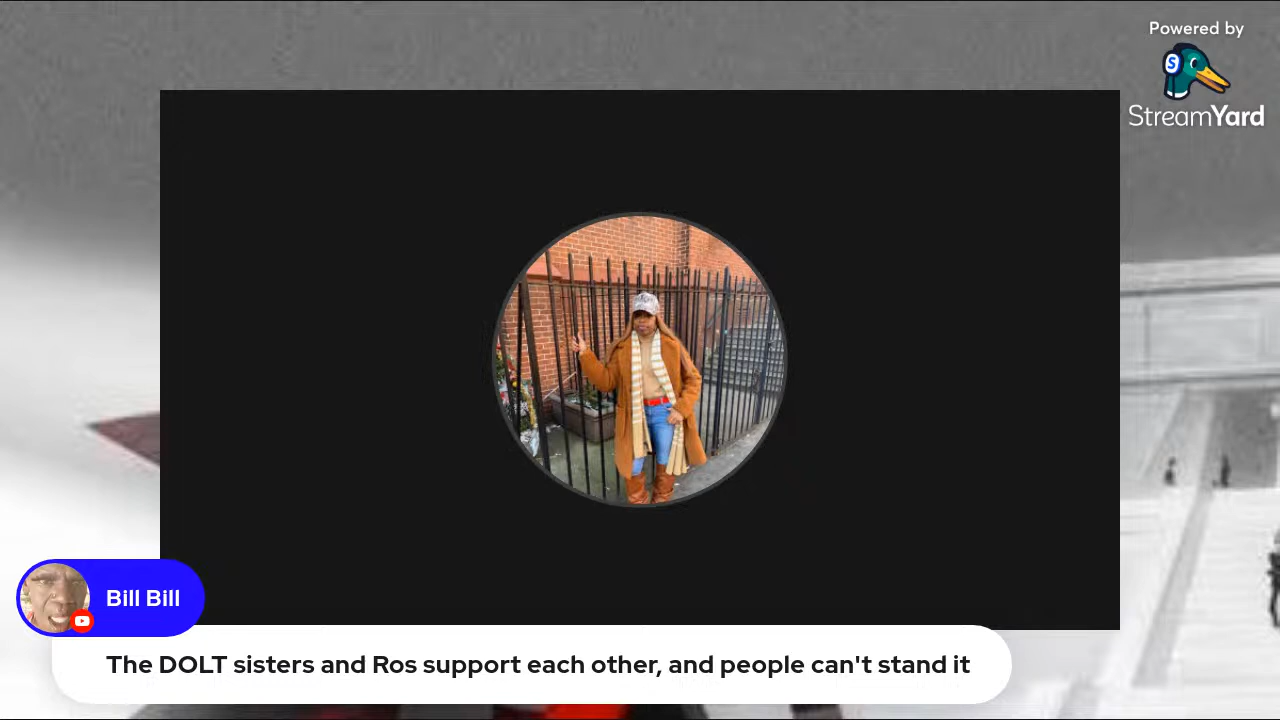 Powered by
StreamYard
Bill Bill
The DOLT sisters and Ros support each other, and people can't stand it